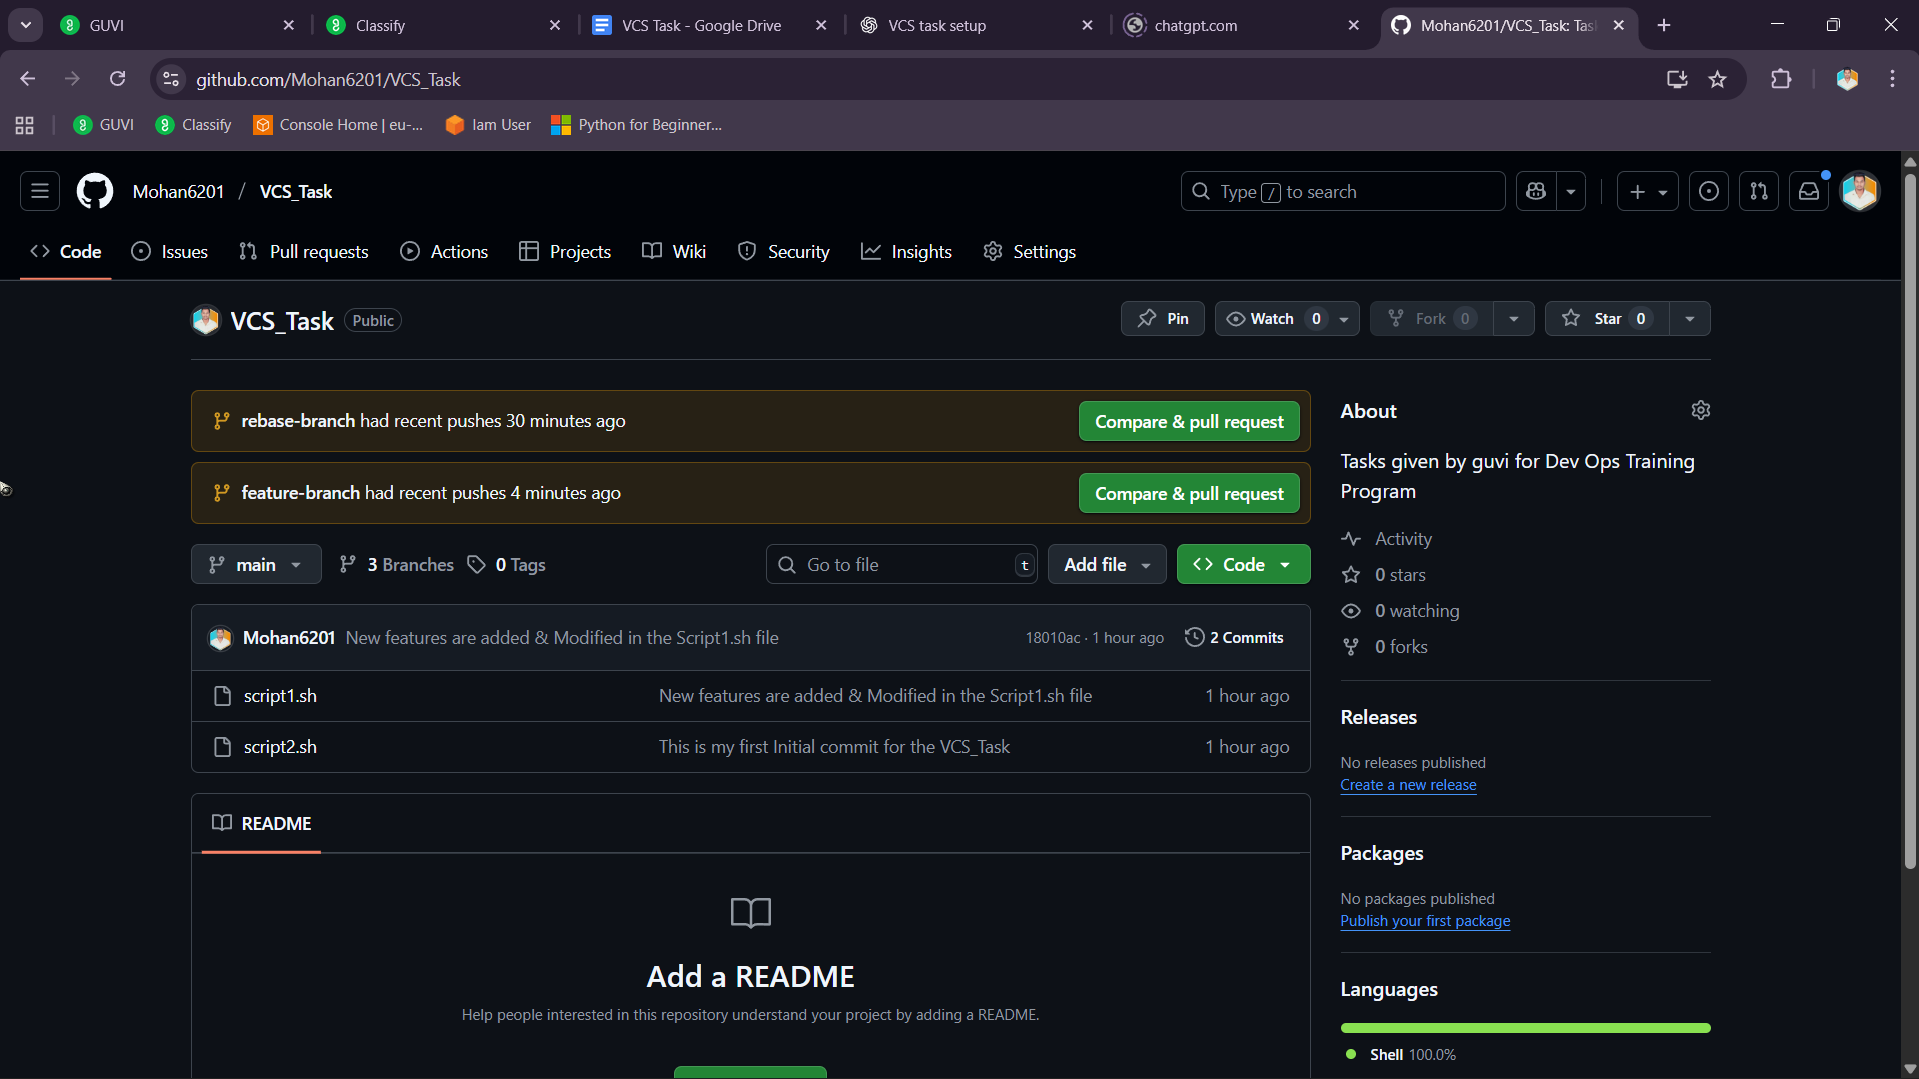 GUVI
Classify
VCS Task - Google Drive
VCS task setup
chatgpt.com
Mohan6201/VCS_Task: Tas
github.com/Mohan6201/VCS_Task
GUVI
Classify
Console Home | eu-...
Iam User
Python for Beginner...
Mohan6201 / VCS_Task
Type / to search
Code
Issues
Pull requests
Actions
Projects
Wiki
Security
Insights
Settings
VCS_Task
Public
Pin
Watch 0
Fork 0
Star 0
rebase-branch had recent pushes 30 minutes ago
Compare & pull request
feature-branch had recent pushes 4 minutes ago
Compare & pull request
main
3 Branches
0 Tags
Go to file
t
Add file
Code
Mohan6201 New features are added & Modified in the Script1.sh file
18010ac · 1 hour ago
2 Commits
script1.sh
New features are added & Modified in the Script1.sh file
1 hour ago
script2.sh
This is my first Initial commit for the VCS_Task
1 hour ago
README
Add a README
Help people interested in this repository understand your project by adding a README.
About
Tasks given by guvi for Dev Ops Training
Program
Activity
0 stars
0 watching
0 forks
Releases
No releases published
Create a new release
Packages
No packages published
Publish your first package
Languages
Shell 100.0%